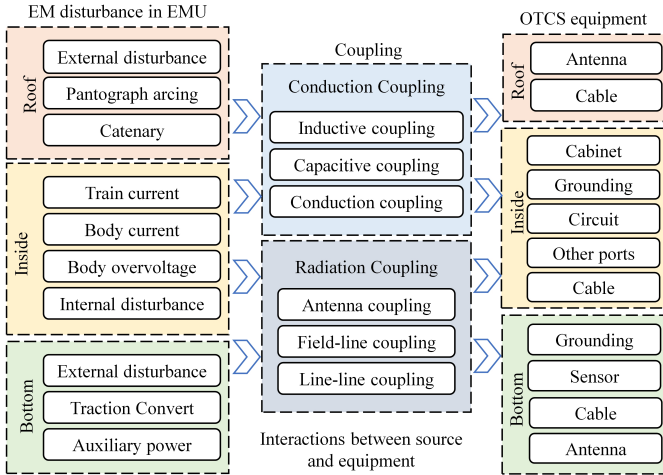 EM disturbance in EMU
Roof
External disturbance
Pantograph arcing
Catenary
Inside
Train current
Body current
Body overvoltage
Internal disturbance
Bottom
External disturbance
Traction Convert
Auxiliary power
Coupling
Conduction Coupling
Inductive coupling
Capacitive coupling
Conduction coupling
Radiation Coupling
Antenna coupling
Field-line coupling
Line-line coupling
Interactions between source
and equipment
OTCS equipment
Roof
Antenna
Cable
Inside
Cabinet
Grounding
Circuit
Other ports
Cable
Bottom
Grounding
Sensor
Cable
Antenna